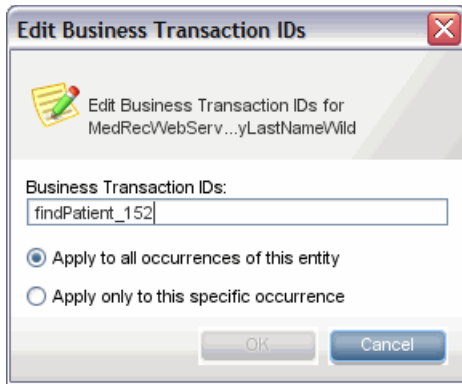 Edit Business Transaction IDs
Edit Business Transaction IDs for
MedRecWebServ...yLastNameWild
Business Transaction IDs:
findPatient_152
Apply to all occurrences of this entity
Apply only to this specific occurrence
OK
Cancel